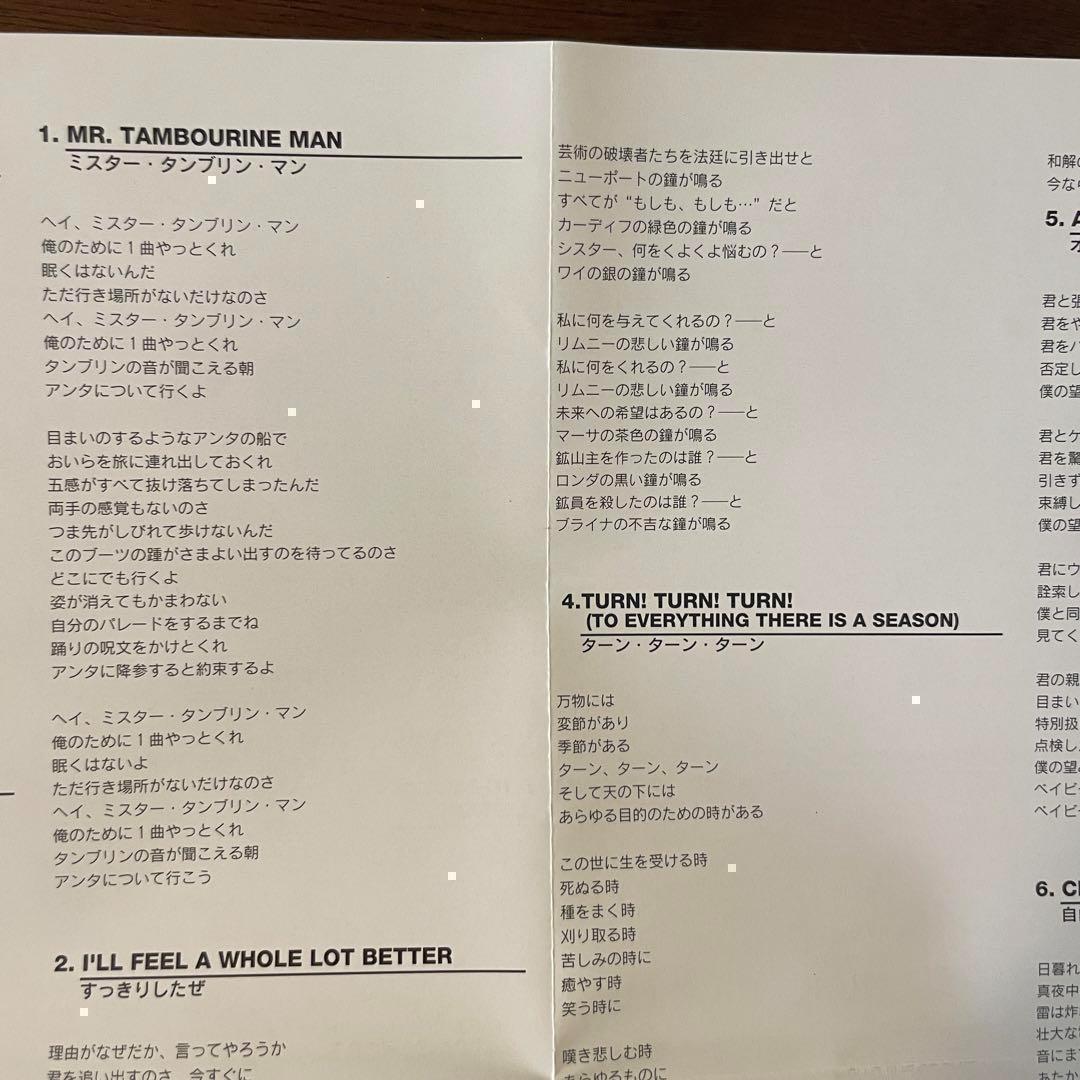 1. MR. TAMBOURINE MAN
ミスター・タンブリン・マン
ヘイ、ミスター・タンブリン・マン
俺のために1曲やっとくれ
眠くはないんだ
ただ行き場所がないだけなのさ
ヘイ、ミスター・タンブリン・マン
俺のために1曲やっとくれ
タンブリンの音が聞こえる朝
アンタについて行くよ
目まいのするようなアンタの船で
おいらを旅に連れ出しておくれ
五感がすべて抜け落ちてしまったんだ
両手の感覚もないのさ
つま先がしびれて歩けないんだ
このブーツの踵がさまよい出すのを待ってるのさ
どこにでも行くよ
姿が消えてもかまわない
自分のパレードをするまでね
踊りの呪文をかけとくれ
アンタに降参すると約束するよ
ヘイ、ミスター・タンブリン・マン
俺のために1曲やっとくれ
眠くはないよ
ただ行き場所がないだけなのさ
ヘイ、ミスター・タンブリン・マン
俺のために1曲やっとくれ
タンブリンの音が聞こえる朝
アンタについて行こう
2. I'LL FEEL A WHOLE LOT BETTER
すっきりしたぜ
理由がなぜだか、言ってやろうか
君を追い出すのさ、今すぐに
芸術の破壊者たちを法廷に引き出せと
ニューポートの鐘が鳴る
すべてが“もしも、もしも…”だと
カーディフの緑色の鐘が鳴る
シスター、何をくよくよ悩むの？──と
ワイの銀の鐘が鳴る
私に何を与えてくれるの？──と
リムニーの悲しい鐘が鳴る
私に何をくれるの？──と
リムニーの悲しい鐘が鳴る
未来への希望はあるの？──と
マーサの茶色の鐘が鳴る
鉱山主を作ったのは誰？──と
ロンダの黒い鐘が鳴る
鉱員を殺したのは誰？──と
ブライナの不吉な鐘が鳴る
4.TURN! TURN! TURN!
(TO EVERYTHING THERE IS A SEASON)
ターン・ターン・ターン
万物には
変節があり
季節がある
ターン、ターン、ターン
そして天の下には
あらゆる目的のための時がある
この世に生を受ける時
死ぬる時
種をまく時
刈り取る時
苦しみの時に
癒やす時
笑う時に
嘆き悲しむ時
あらゆるものに
和解の
今なら
5. A
オ
君と張
君をや
君をバ
否定し
僕の望
君とケ
君を驚
引きず
束縛し
僕の望
君にウ
詮索し
僕と同
見てく
君の親
目まい
特別扱
点検し
僕の望
ベイビー
ベイビー
6. C
自由
日暮れ
真夜中
雷は炸
壮大な
音にま
あたか